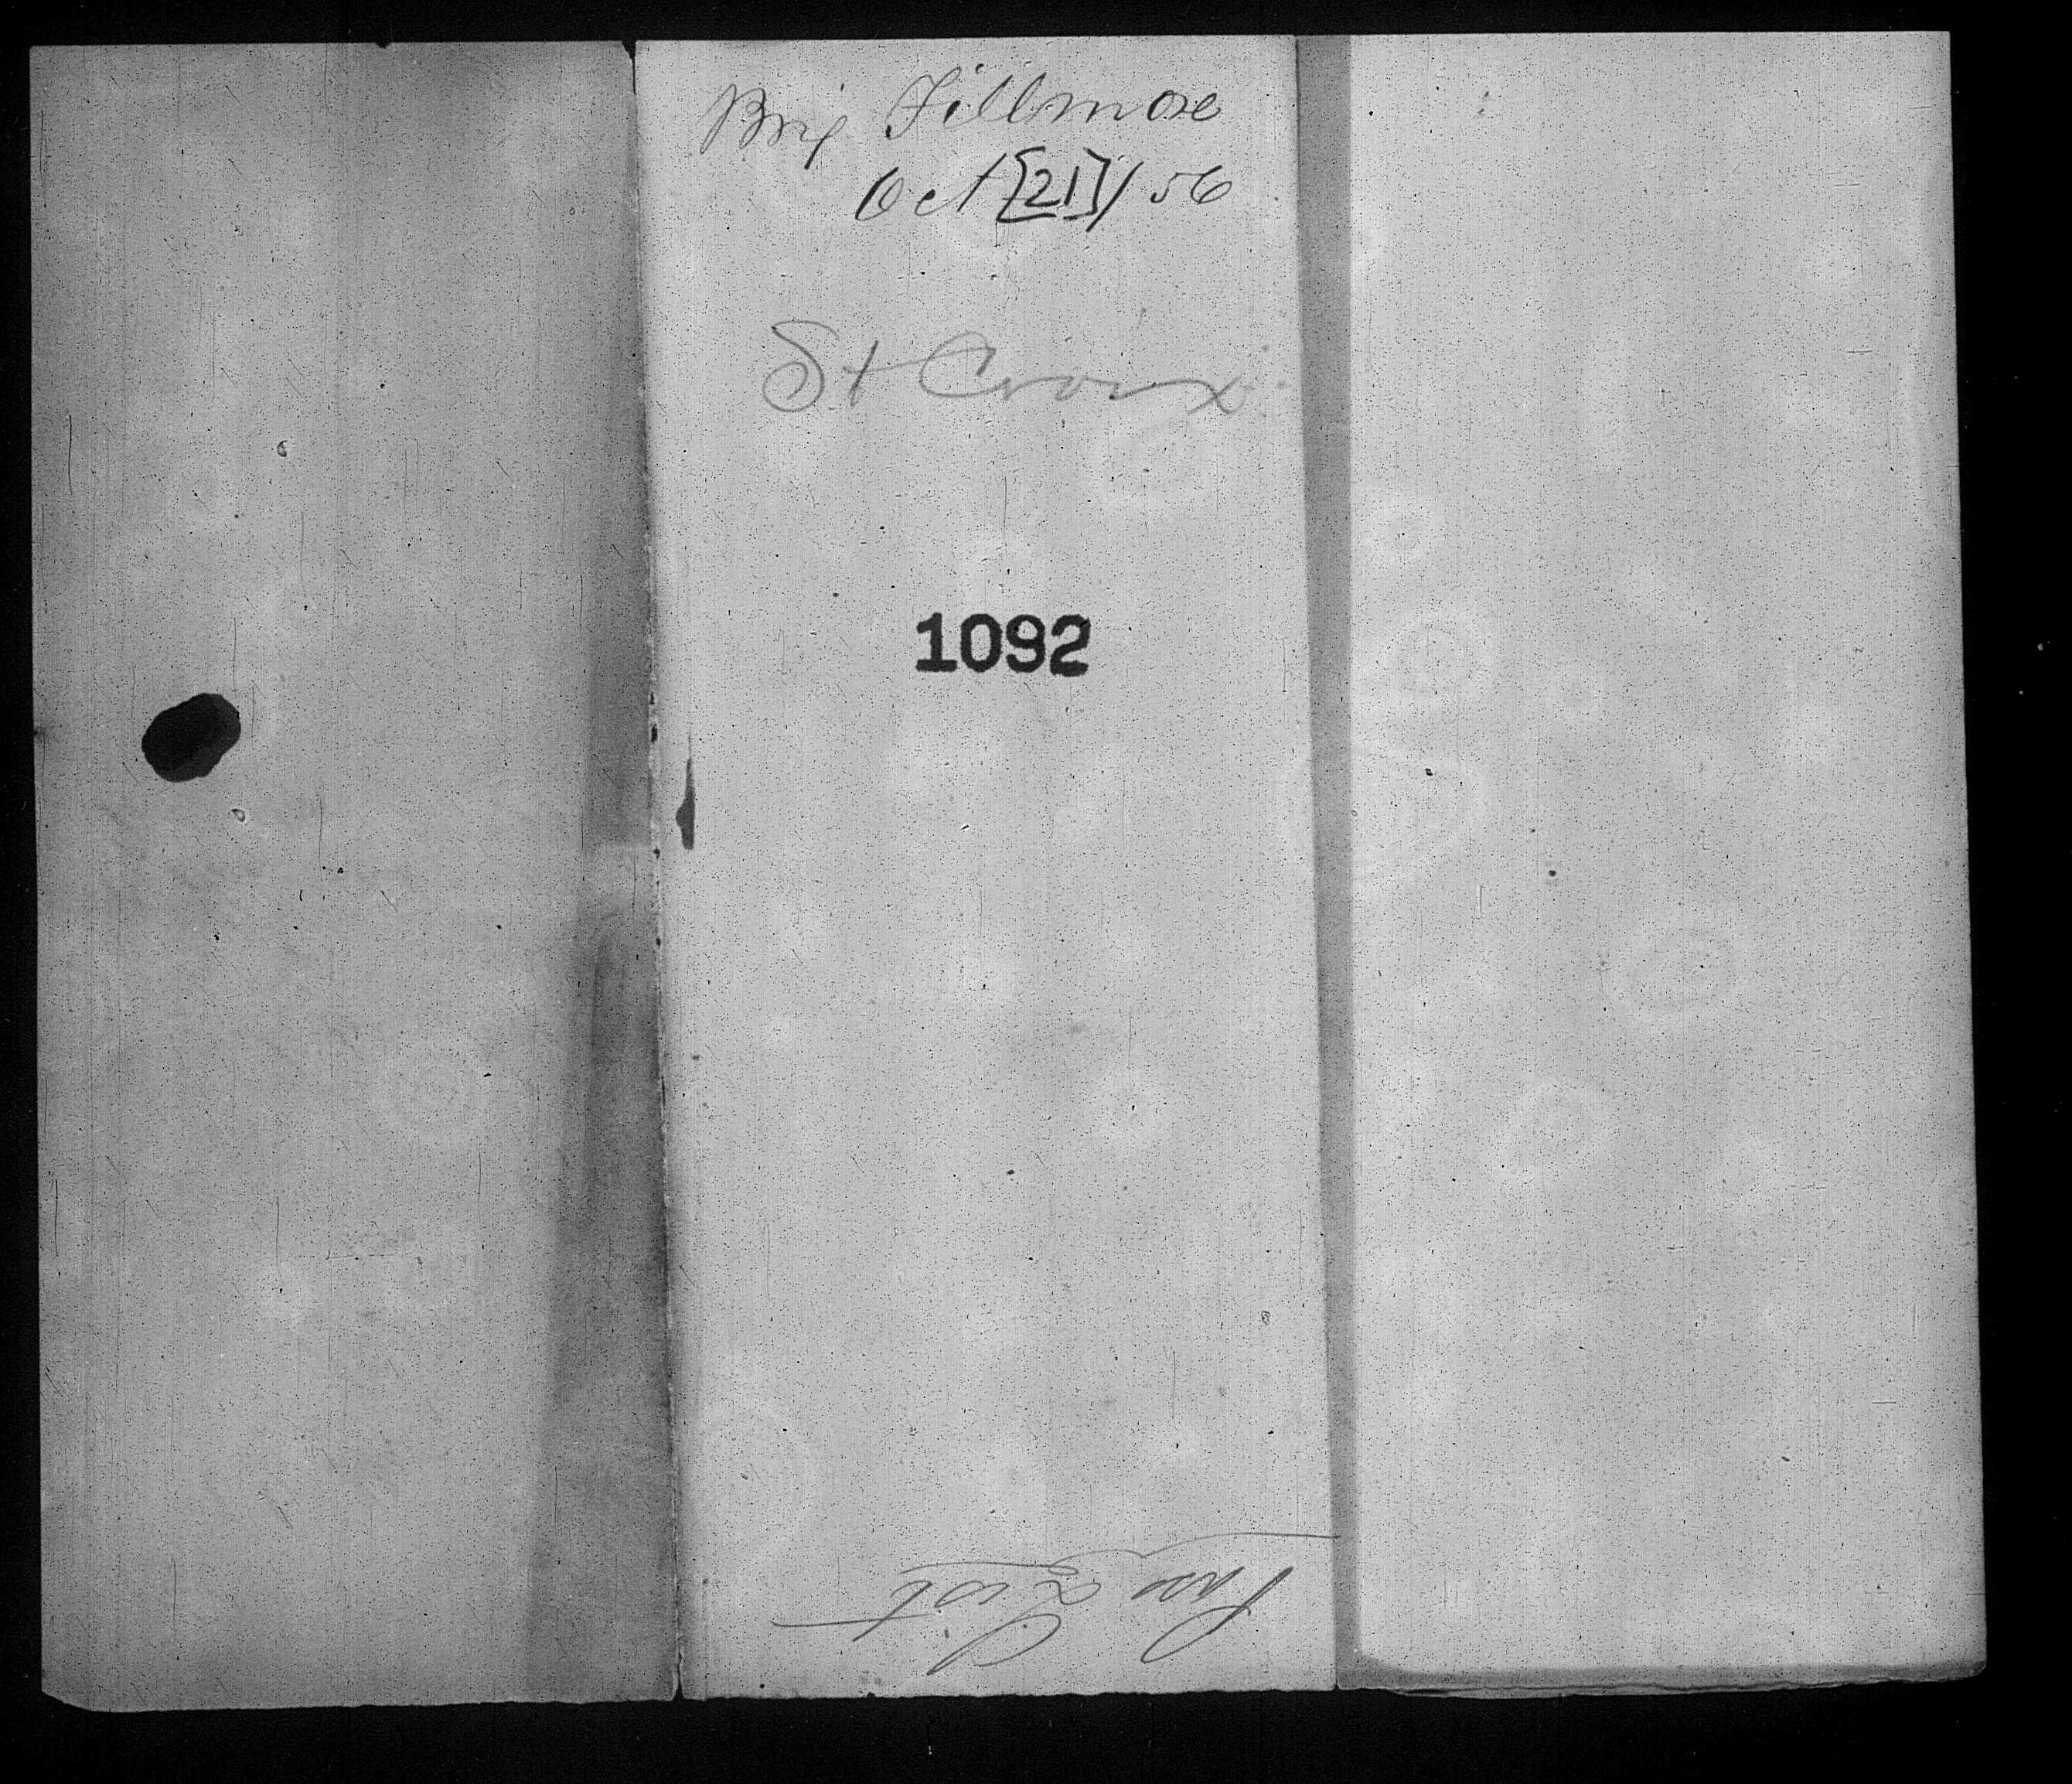 Brig Fillmore
Oct [21] / 56
St Croix
1092
Pass List